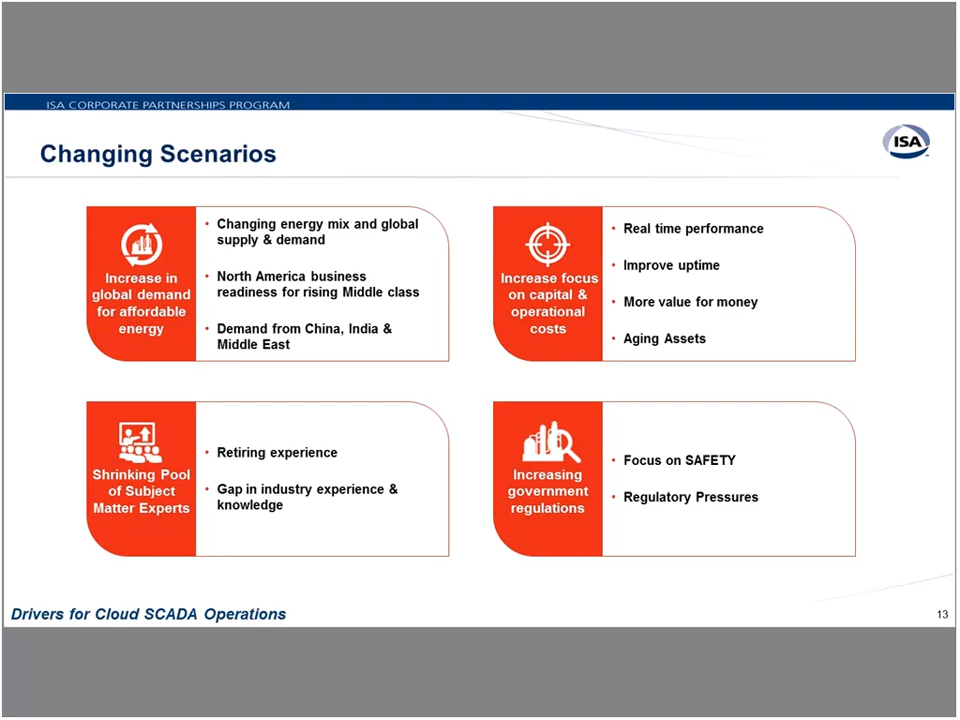 ISA CORPORATE PARTNERSHIPS PROGRAM
Changing Scenarios
ISA
Increase in
global demand
for affordable
energy
• Changing energy mix and global
supply & demand
• North America business
readiness for rising Middle class
• Demand from China, India &
Middle East
Increase focus
on capital &
operational
costs
• Real time performance
• Improve uptime
• More value for money
• Aging Assets
Shrinking Pool
of Subject
Matter Experts
• Retiring experience
• Gap in industry experience &
knowledge
Increasing
government
regulations
• Focus on SAFETY
• Regulatory Pressures
Drivers for Cloud SCADA Operations
13